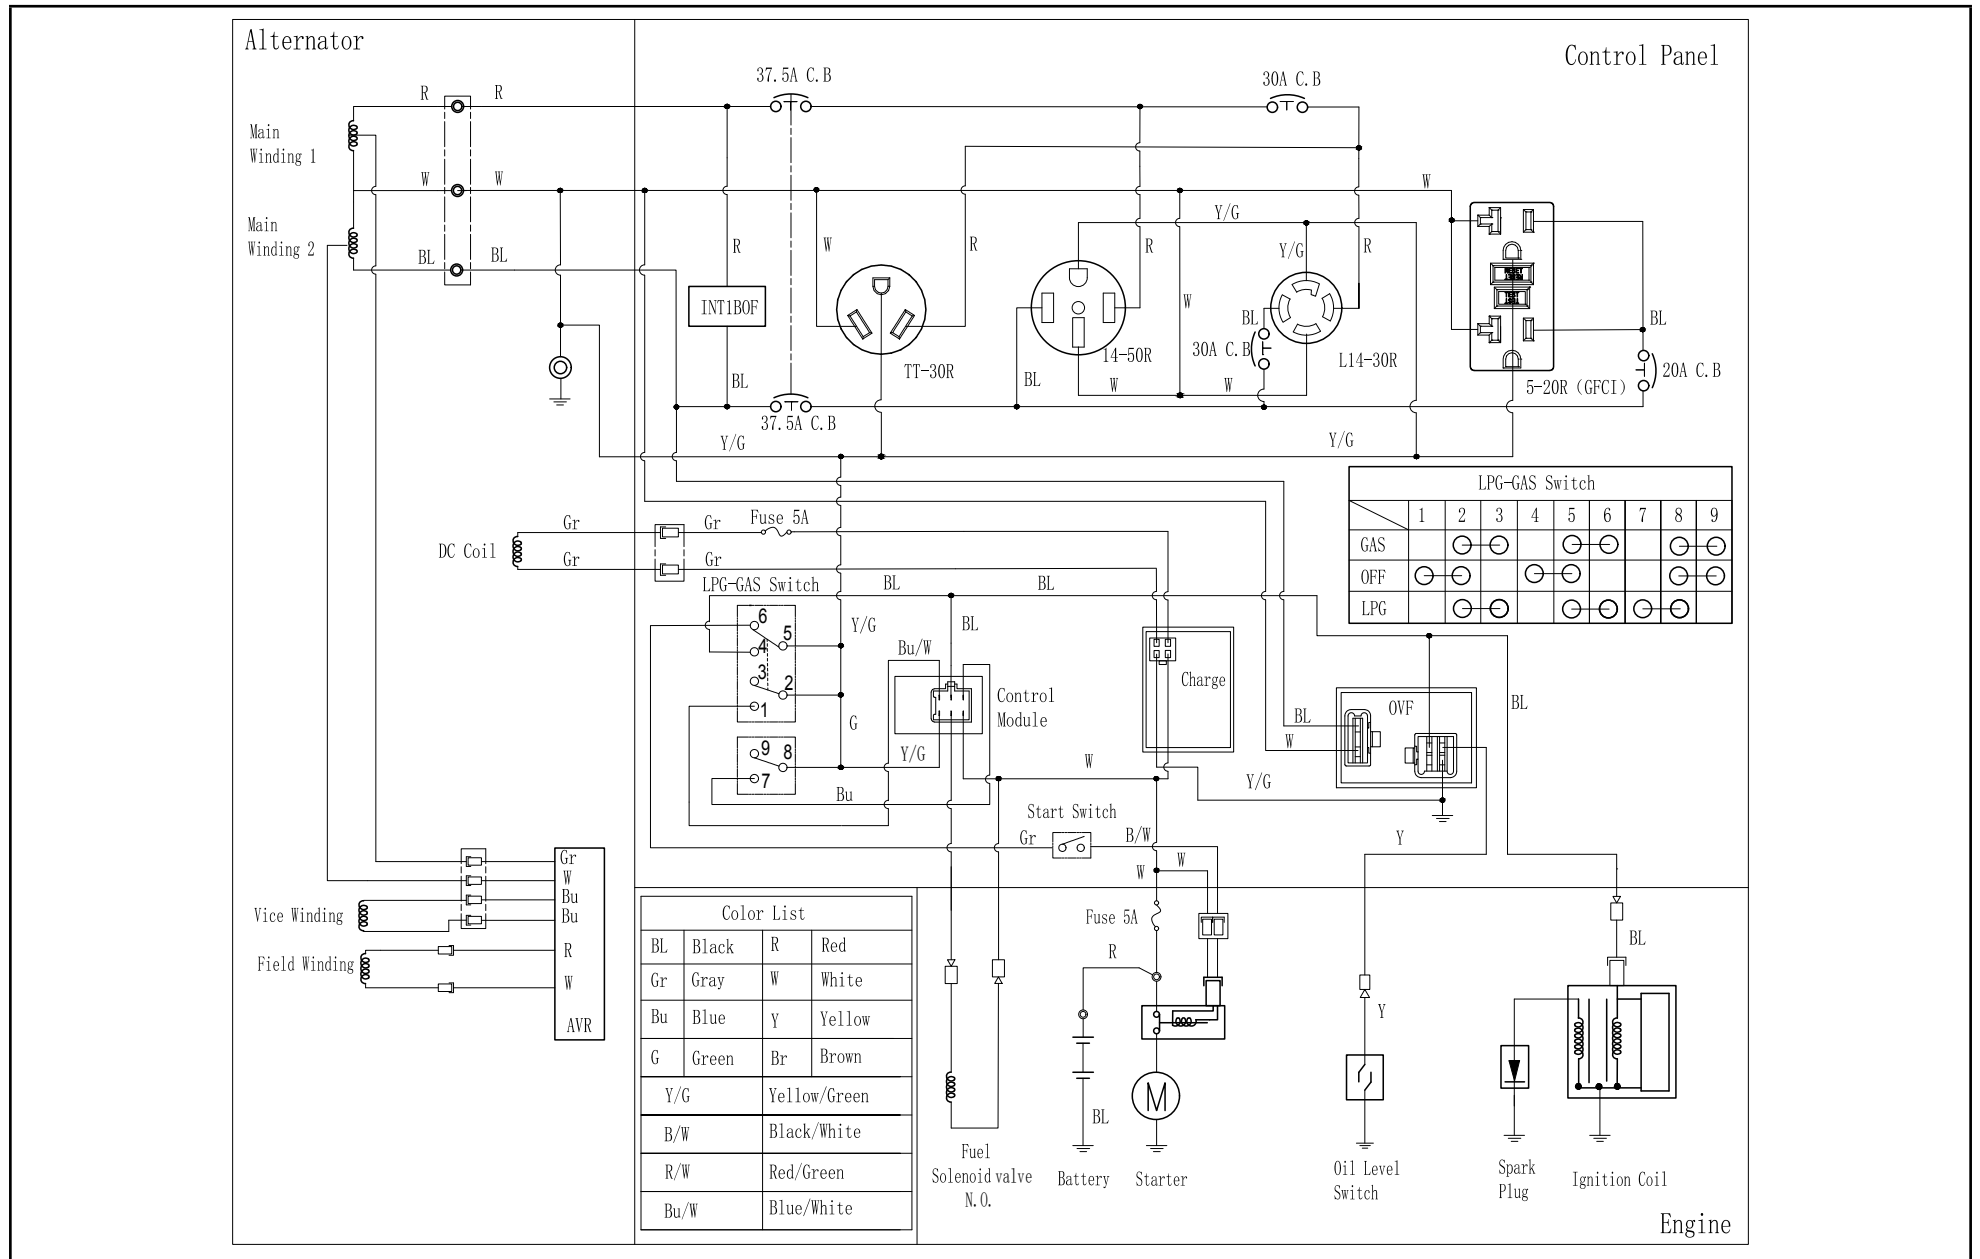 Alternator
Control Panel
37.5A C.B
30A C.B
R
R
Main
Winding 1
W
W
W
Main
Winding 2
BL
BL
R
W
R
Y/G
R
Y/G
R
W
INT1BOF
BL
BL
30A C.B
14-50R
L14-30R
TT-30R
RESET
TEST
5-20R (GFCI)
20A C.B
BL
BL
W
W
37.5A C.B
Y/G
Y/G
LPG-GAS Switch
1 2 3 4 5 6 7 8 9
GAS
OFF
LPG
Gr
Gr
Fuse 5A
DC Coil
Gr
Gr
LPG-GAS Switch
BL
BL
6
5
4
3
2
1
9
8
7
Y/G
BL
Bu/W
Control
Module
G
Y/G
Bu
Charge
W
Y/G
OVF
BL
W
BL
Start Switch
Gr
B/W
Y
W
W
Gr
W
Bu
Bu
R
W
AVR
Vice Winding
Field Winding
Color List
BL Black R Red
Gr Gray W White
Bu Blue Y Yellow
G Green Br Brown
Y/G Yellow/Green
B/W Black/White
R/W Red/Green
Bu/W Blue/White
Fuse 5A
R
BL
BL
Y
M
Fuel
Solenoid valve
N.O.
Battery
Starter
Oil Level
Switch
Spark
Plug
Ignition Coil
Engine